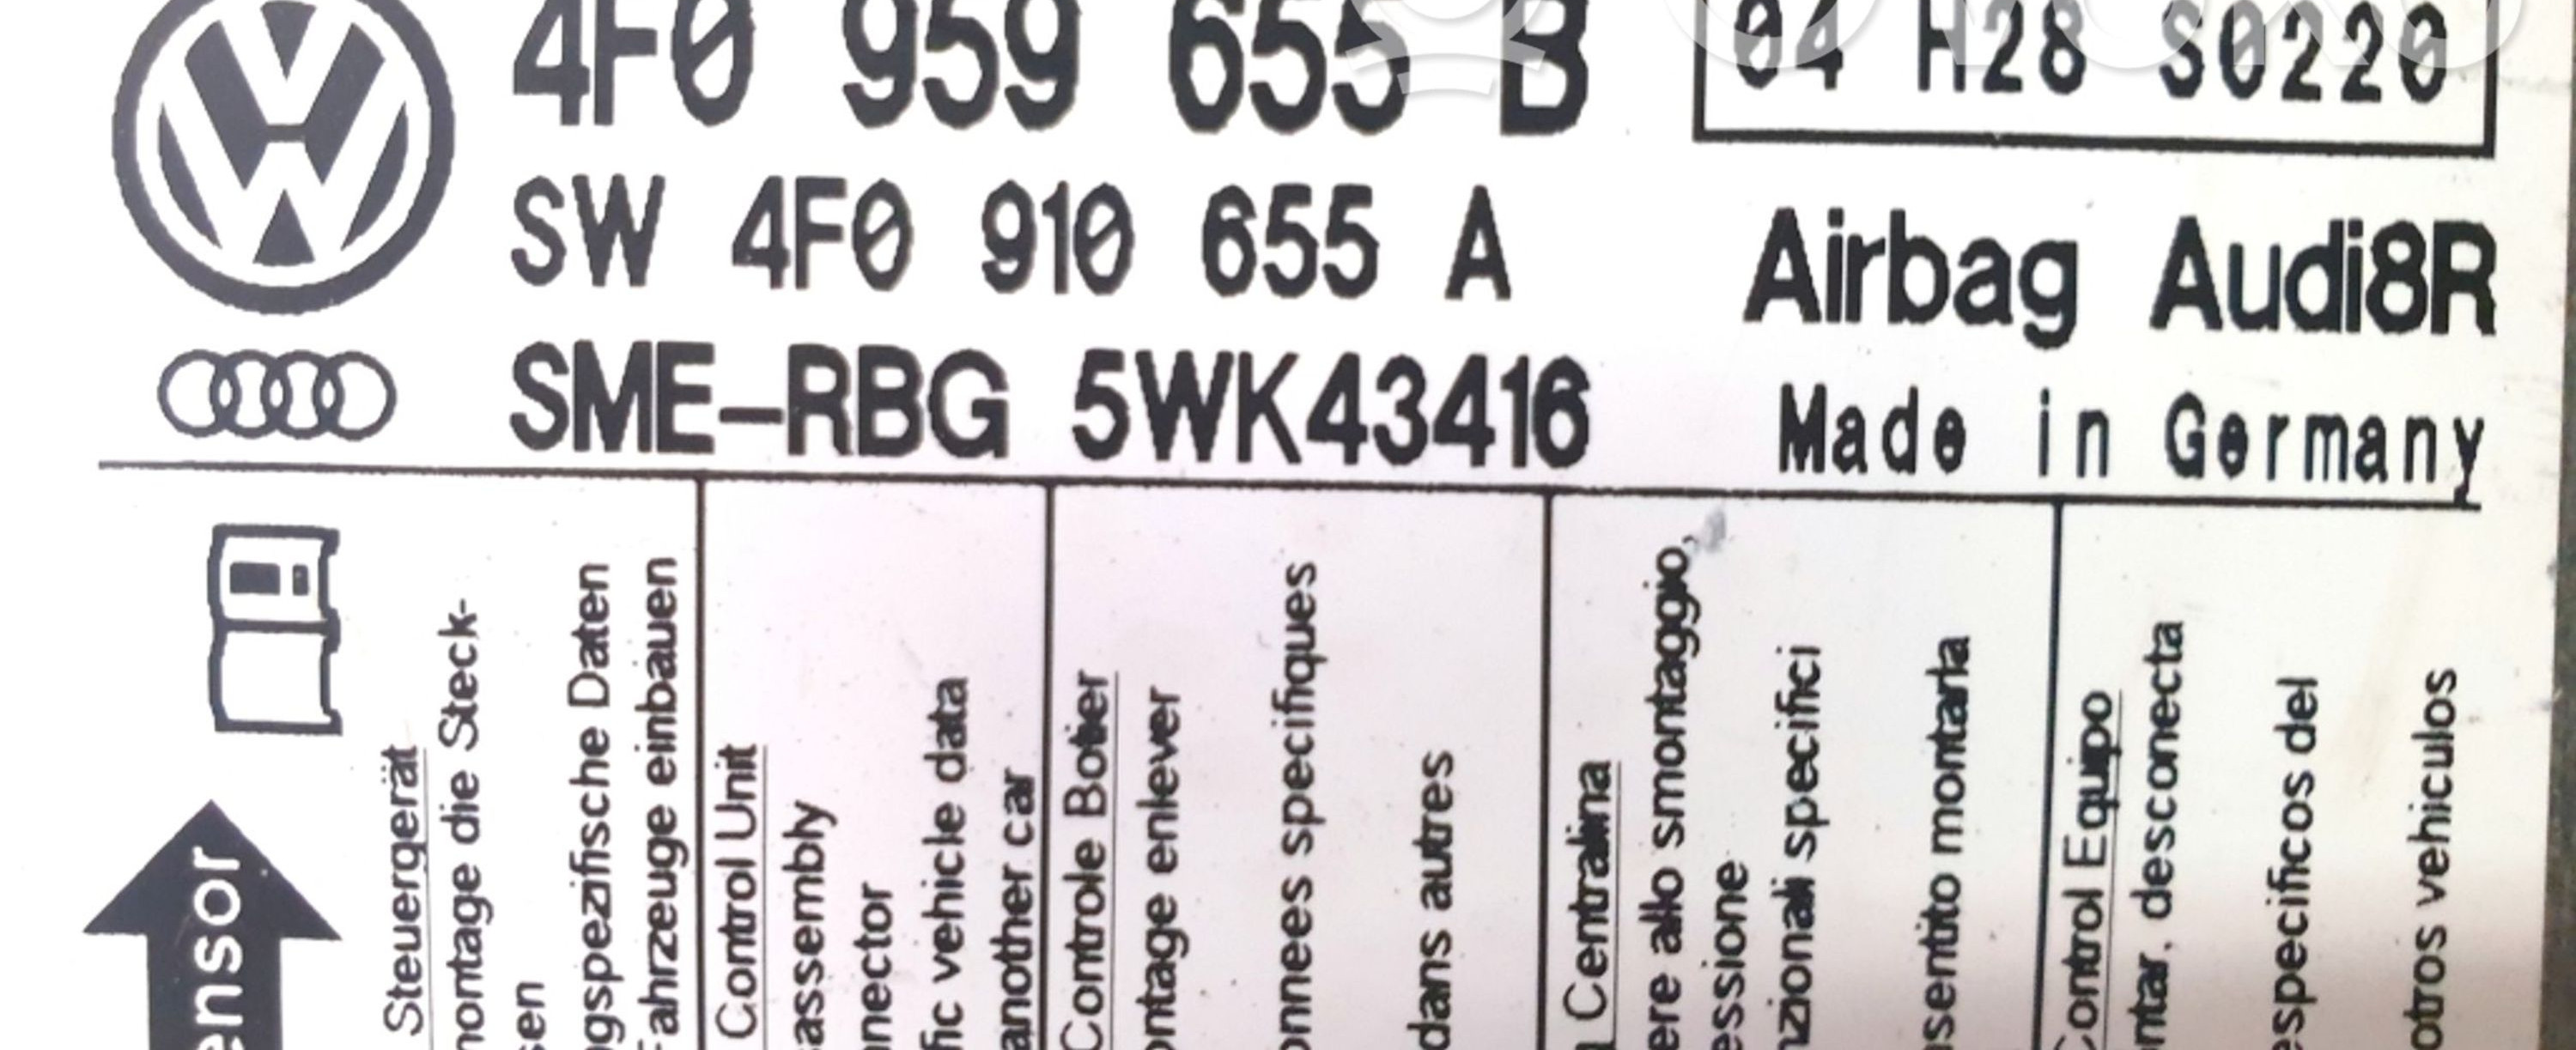 4F0 959 655 B
04 H28 S0220
SW 4F0 910 655 A
Airbag Audi8R
SME-RBG 5WK43416
Made in Germany
ensor
Steuergerät
montage die Steck-
sen
gspezifische Daten
Fahrzeuge einbauen
Control Unit
assembly
nnector
fic vehicle data
another car
Controle Botier
ontage enlever
onnees specifiques
dans autres
Centralina
ere allo smontaggio,
essione
nzionali specifici
sentito montarla
Control Equipo
ntar, desconecta
especificos del
otros vehiculos